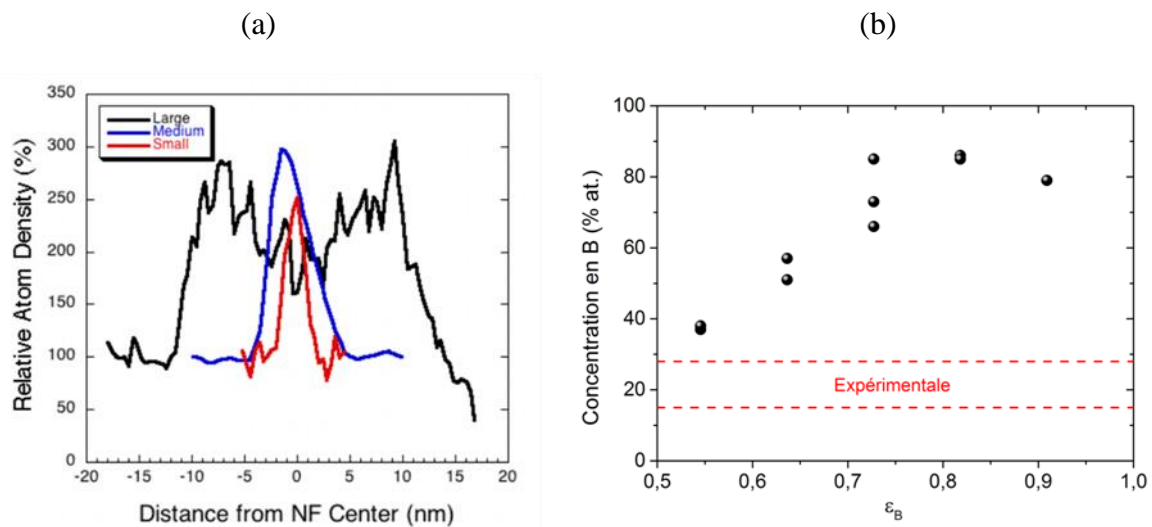 (a)
(b)
Relative Atom Density (%)
350
300
250
200
150
100
50
0
Large
Medium
Small
-20 -15 -10 -5 0 5 10 15 20
Distance from NF Center (nm)
Concentration en B (% at.)
100
80
60
40
20
0
Expérimentale
0,5 0,6 0,7 0,8 0,9 1,0
ε_B